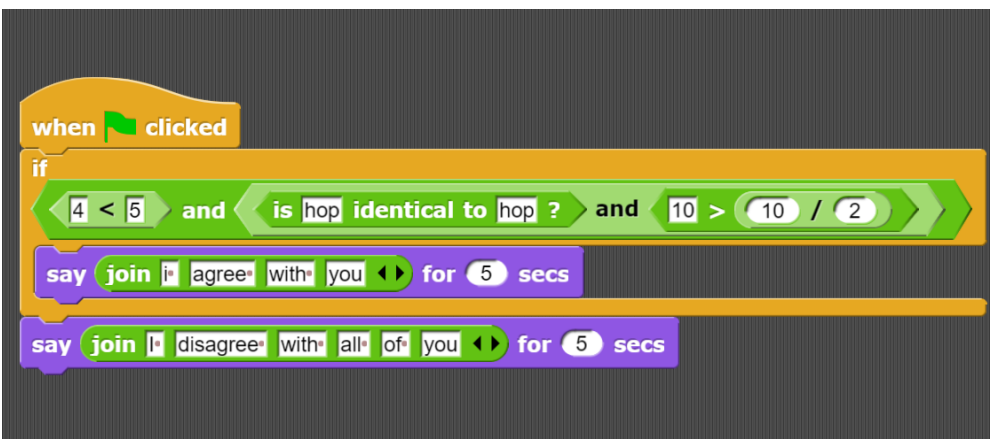 when clicked
if
4 < 5 and is hop identical to hop ? and 10 > 10 / 2
say join i agree with you for 5 secs
say join I disagree with all of you for 5 secs